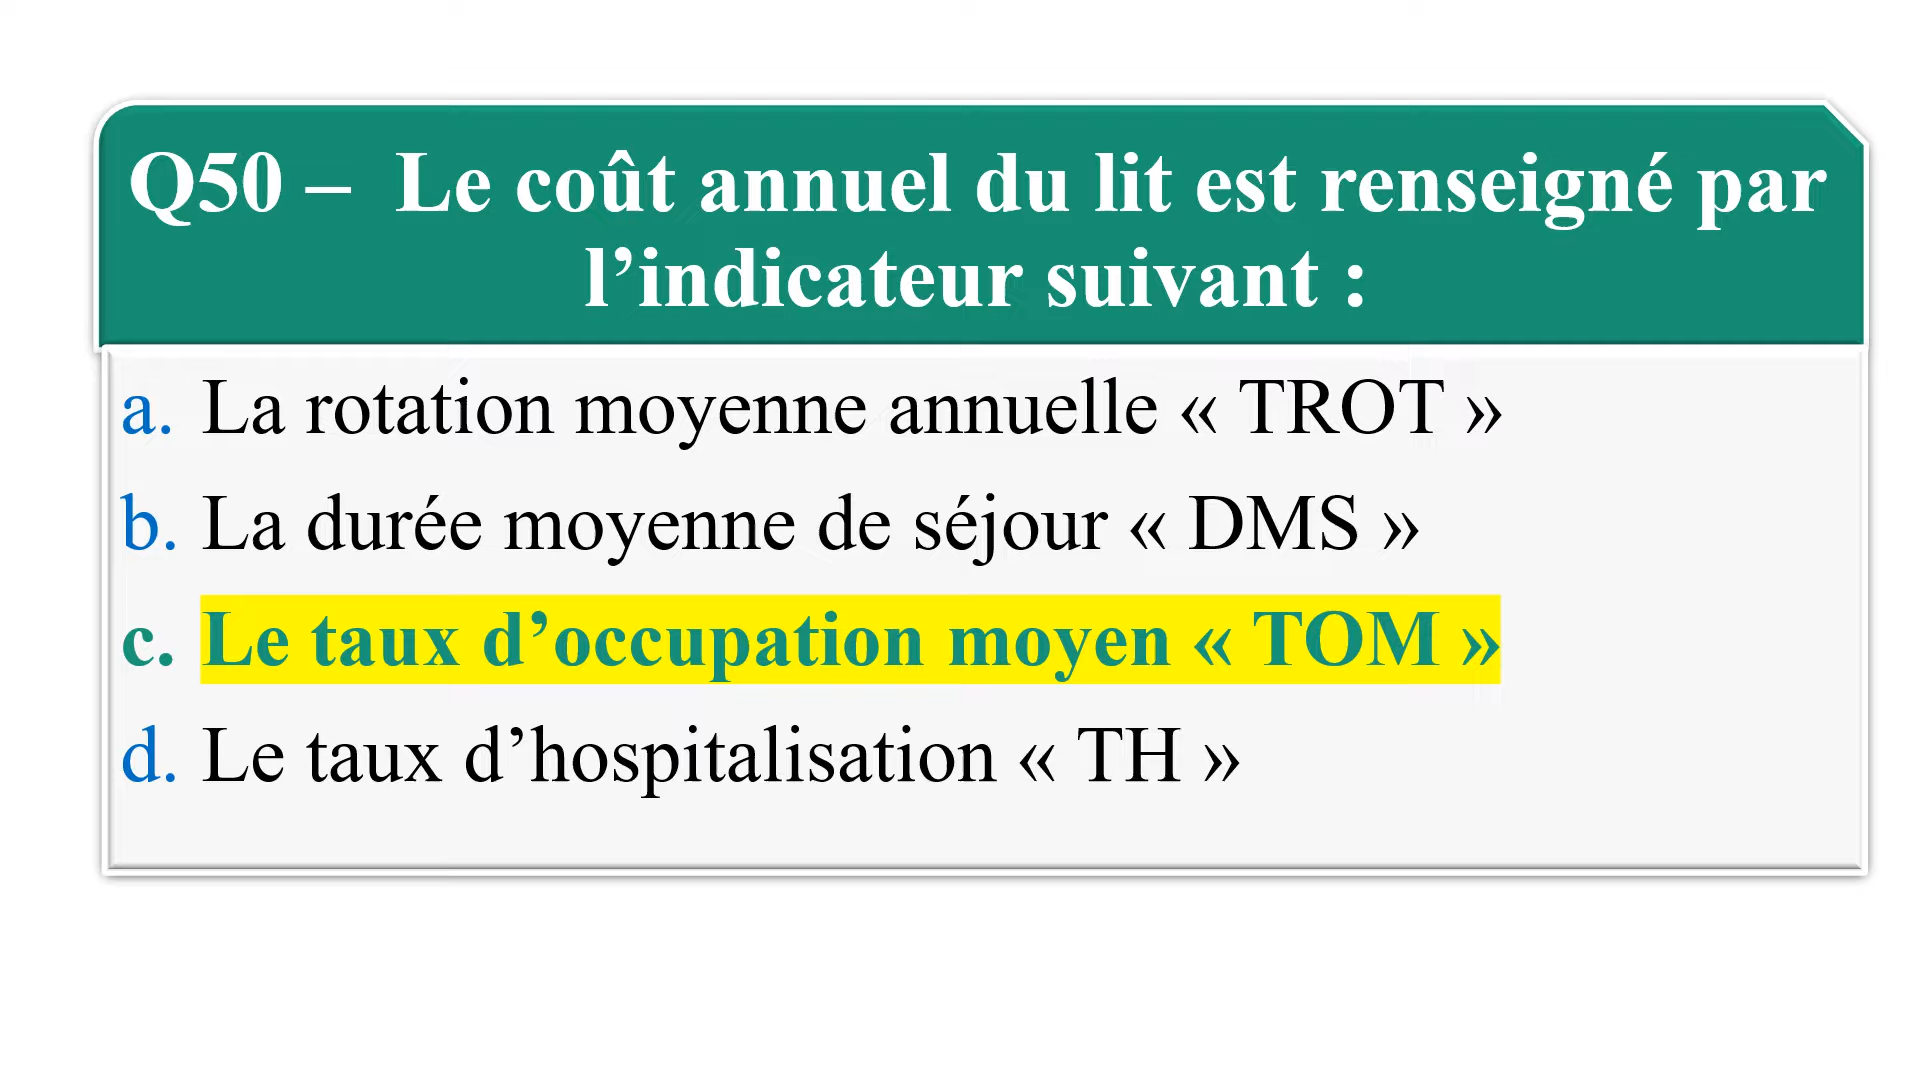 Q50 – Le coût annuel du lit est renseigné par
l’indicateur suivant :
a. La rotation moyenne annuelle « TROT »
b. La durée moyenne de séjour « DMS »
c. Le taux d’occupation moyen « TOM »
d. Le taux d’hospitalisation « TH »